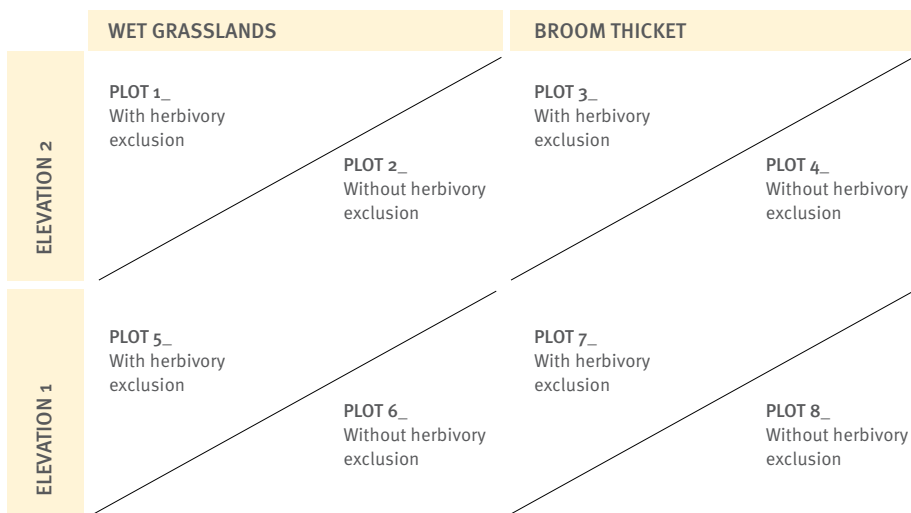 WET GRASSLANDS
BROOM THICKET
ELEVATION 2
PLOT 1_
With herbivory
exclusion
PLOT 2_
Without herbivory
exclusion
PLOT 3_
With herbivory
exclusion
PLOT 4_
Without herbivory
exclusion
ELEVATION 1
PLOT 5_
With herbivory
exclusion
PLOT 6_
Without herbivory
exclusion
PLOT 7_
With herbivory
exclusion
PLOT 8_
Without herbivory
exclusion